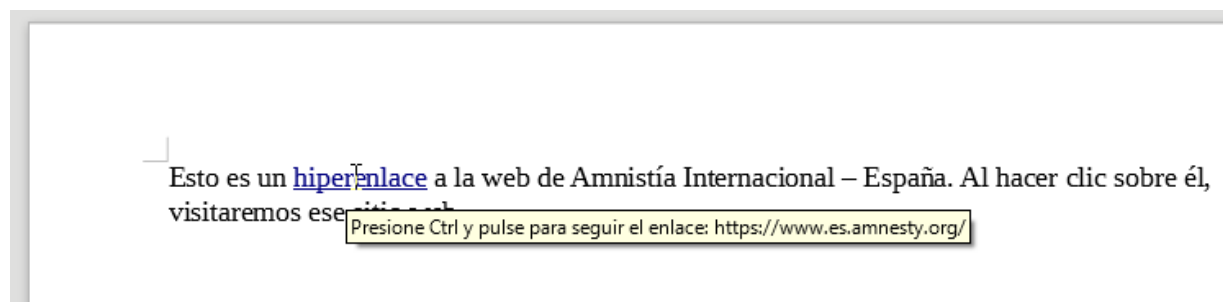 Esto es un hiperenlace a la web de Amnistía Internacional – España. Al hacer clic sobre él,
visitaremos ese
Presione Ctrl y pulse para seguir el enlace: https://www.es.amnesty.org/